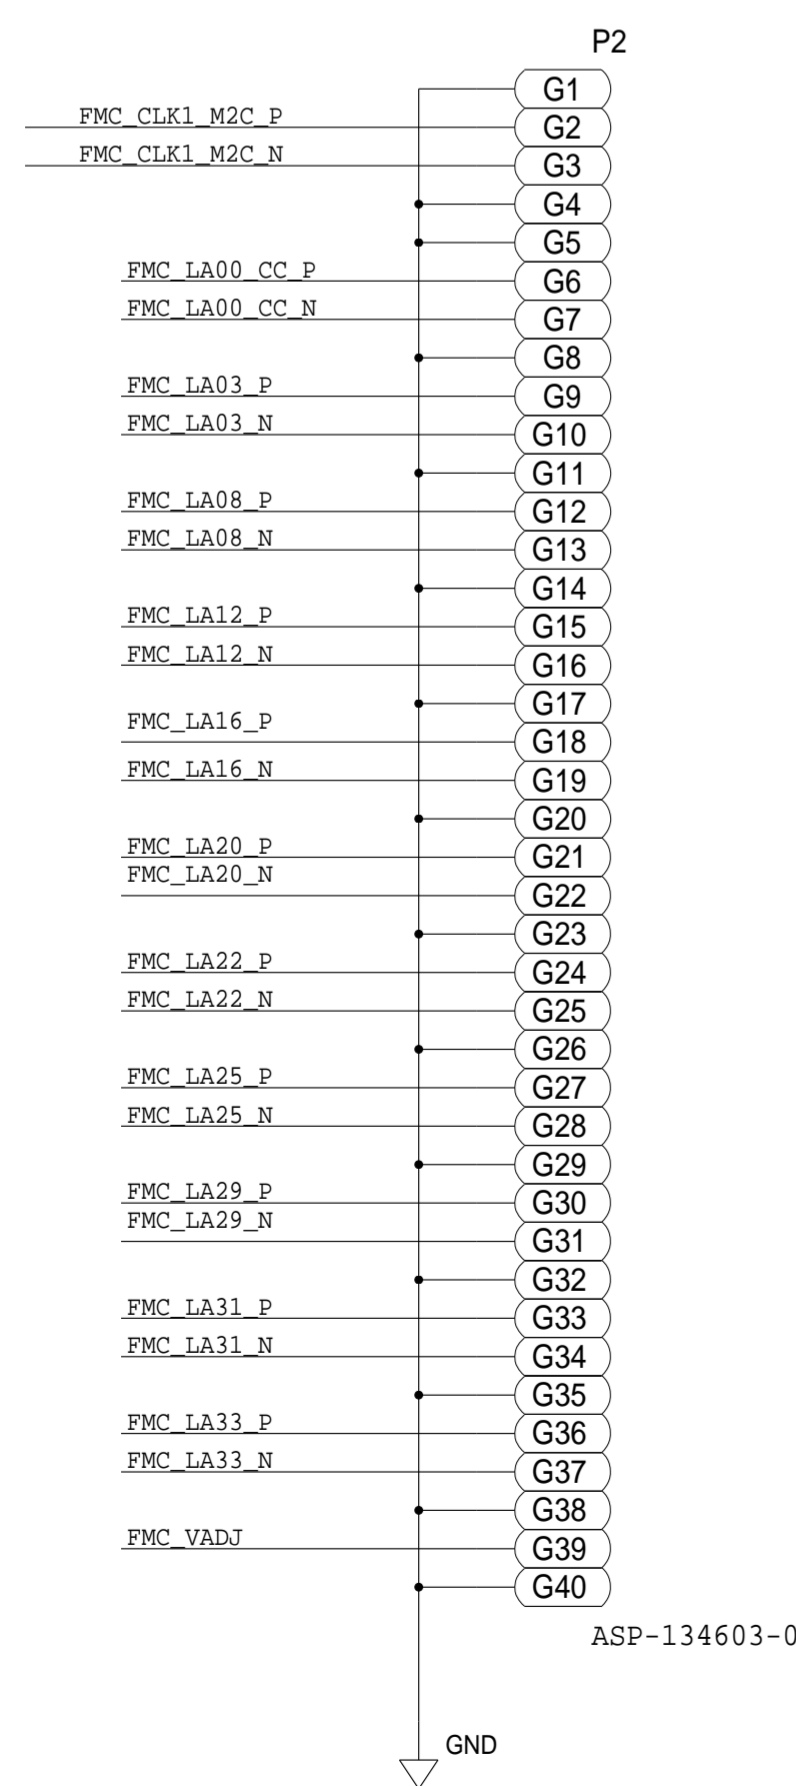 P2
G1
FMC_CLK1_M2C_P G2
FMC_CLK1_M2C_N G3
G4
G5
FMC_LA00_CC_P G6
FMC_LA00_CC_N G7
G8
FMC_LA03_P G9
FMC_LA03_N G10
G11
FMC_LA08_P G12
FMC_LA08_N G13
G14
FMC_LA12_P G15
FMC_LA12_N G16
G17
FMC_LA16_P G18
FMC_LA16_N G19
G20
FMC_LA20_P G21
FMC_LA20_N G22
G23
FMC_LA22_P G24
FMC_LA22_N G25
G26
FMC_LA25_P G27
FMC_LA25_N G28
G29
FMC_LA29_P G30
FMC_LA29_N G31
G32
FMC_LA31_P G33
FMC_LA31_N G34
G35
FMC_LA33_P G36
FMC_LA33_N G37
G38
FMC_VADJ G39
G40
ASP-134603-0
GND